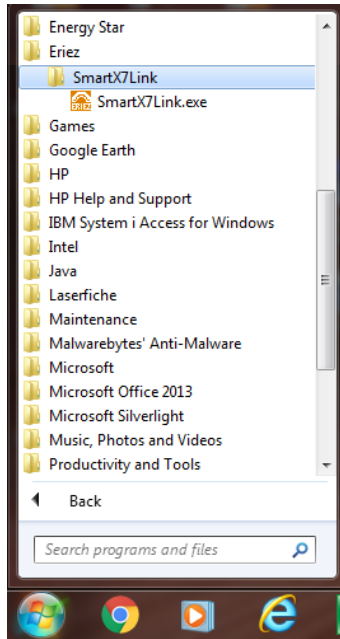 Energy Star
Eriez
SmartX7Link
ERIEZ SmartX7Link.exe
Games
Google Earth
HP
HP Help and Support
IBM System i Access for Windows
Intel
Java
Laserfiche
Maintenance
Malwarebytes' Anti-Malware
Microsoft
Microsoft Office 2013
Microsoft Silverlight
Music, Photos and Videos
Productivity and Tools
Back
Search programs and files